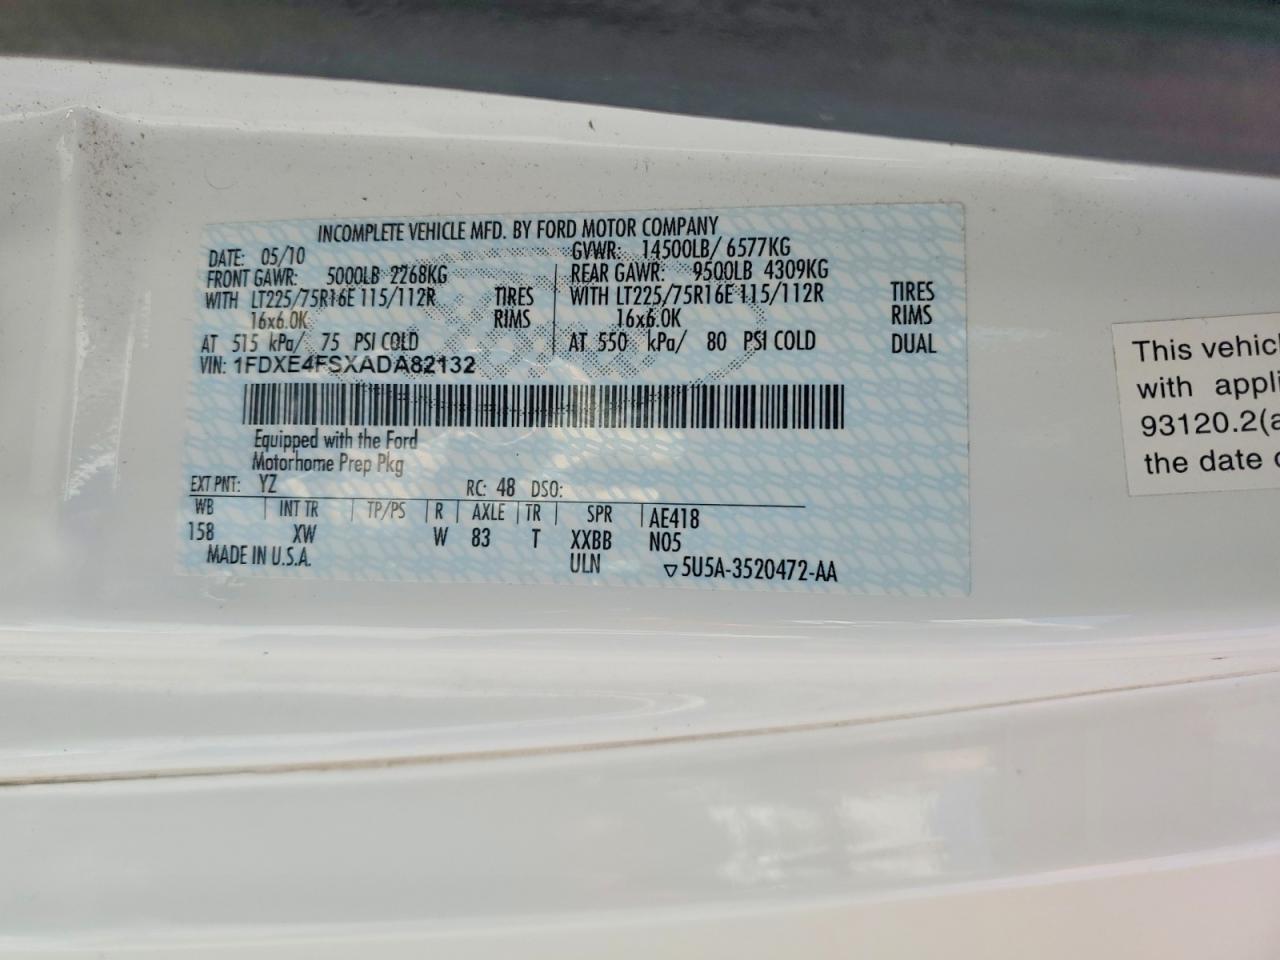 INCOMPLETE VEHICLE MFD. BY FORD MOTOR COMPANY
DATE: 05/10 GVWR: 14500LB/ 6577KG
FRONT GAWR: 5000LB 2268KG REAR GAWR: 9500LB 4309KG
WITH LT225/75R16E 115/112R TIRES WITH LT225/75R16E 115/112R TIRES
16x6.0K RIMS 16x6.0K RIMS
AT 515 kPa/ 75 PSI COLD AT 550 kPa/ 80 PSI COLD DUAL
VIN: 1FDXE4FSXADA82132
Equipped with the Ford
Motorhome Prep Pkg
EXT PNT: YZ RC: 48 DSO:
WB INT TR TP/PS R AXLE TR SPR AE418
158 XW W 83 T XXBB N05
MADE IN U.S.A. ULN ▽5U5A-3520472-AA
This vehicl
with appli
93120.2(a
the date o